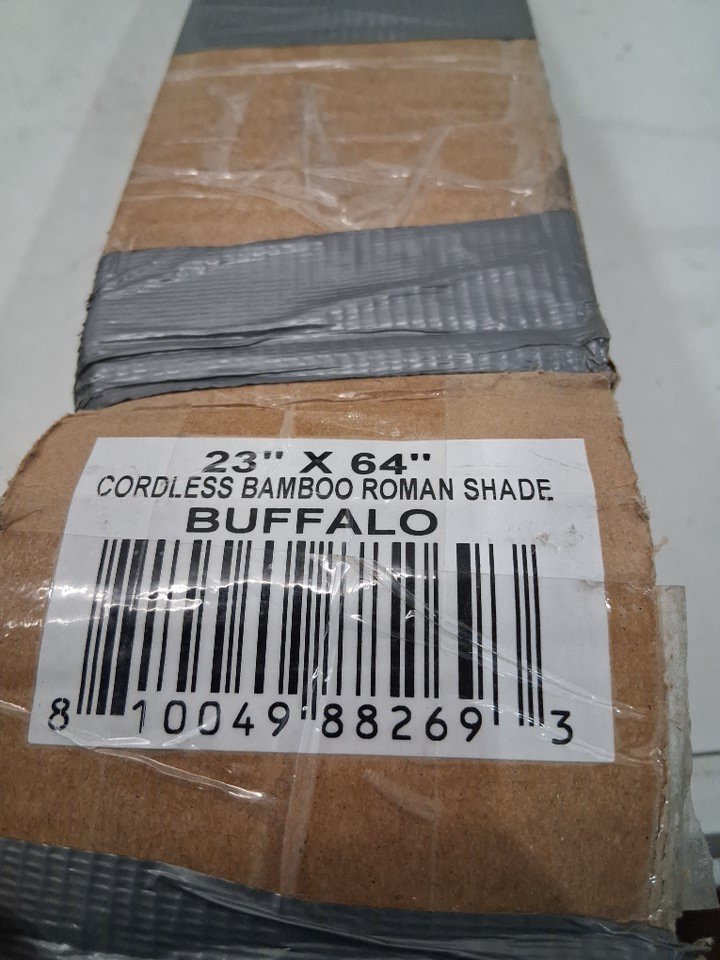 23" X 64"
CORDLESS BAMBOO ROMAN SHADE
BUFFALO
8 10049 88269 3